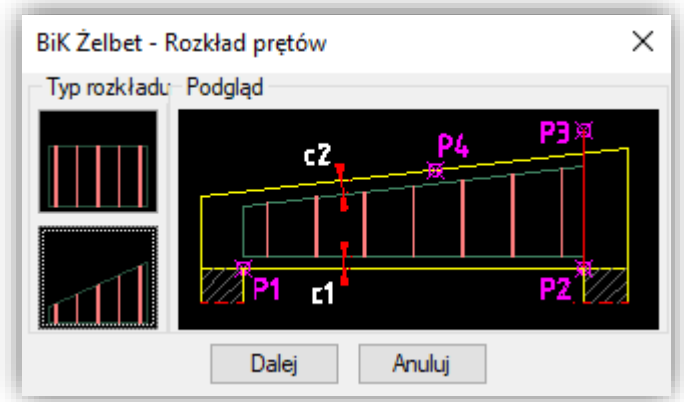 BiK Żelbet - Rozkład prętów
Typ rozkładu
Podgląd
c2
P4
P3
P1
c1
P2
Dalej
Anuluj